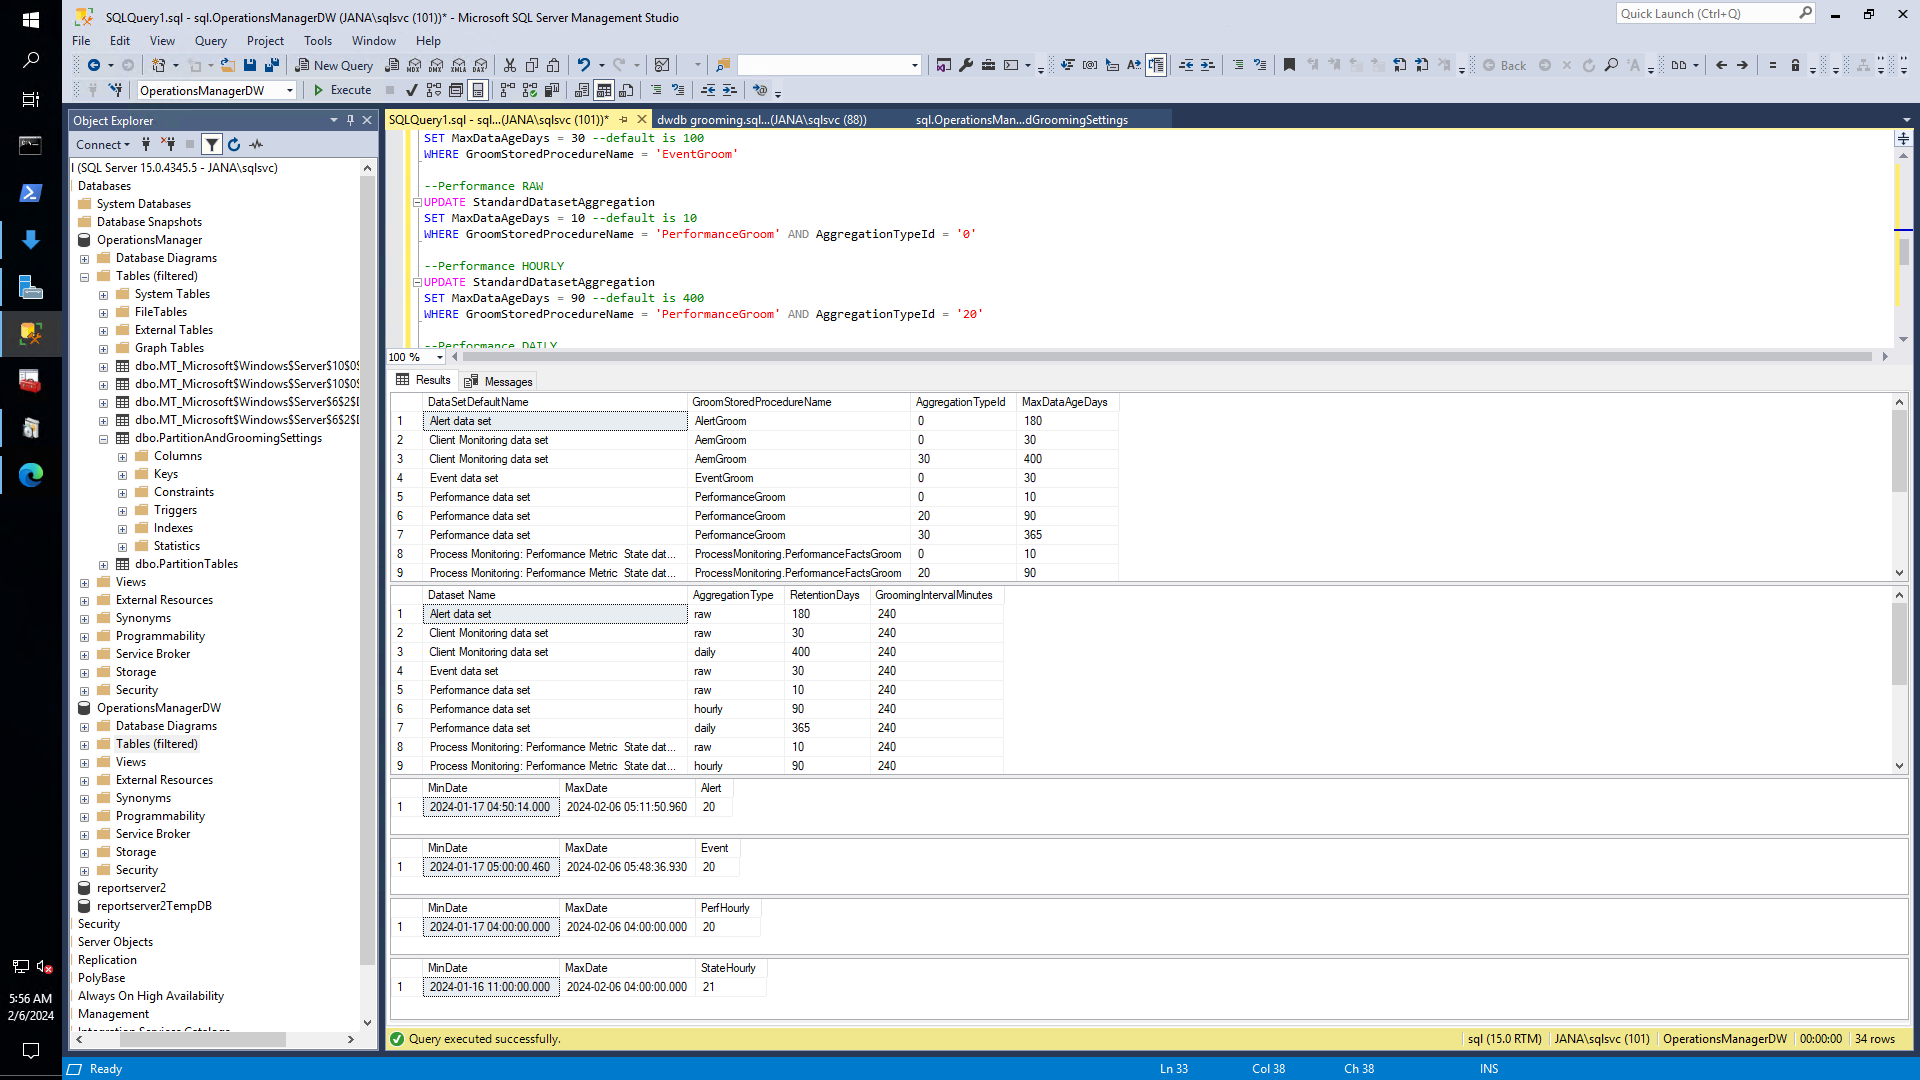 SQLQuery1.sql - sql.OperationsManagerDW (JANA\sqlsvc (101))* - Microsoft SQL Server Management Studio
Quick Launch (Ctrl+Q)
File Edit View Query Project Tools Window Help
New Query
Back
OperationsManagerDW
Execute
Object Explorer
Connect
I (SQL Server 15.0.4345.5 - JANA\sqlsvc)
Databases
System Databases
Database Snapshots
OperationsManager
Database Diagrams
Tables (filtered)
System Tables
FileTables
External Tables
Graph Tables
dbo.MT_Microsoft$Windows$Server$10$0$
dbo.MT_Microsoft$Windows$Server$10$0$
dbo.MT_Microsoft$Windows$Server$6$2$D
dbo.MT_Microsoft$Windows$Server$6$2$D
dbo.PartitionAndGroomingSettings
Columns
Keys
Constraints
Triggers
Indexes
Statistics
dbo.PartitionTables
Views
External Resources
Synonyms
Programmability
Service Broker
Storage
Security
OperationsManagerDW
Database Diagrams
Tables (filtered)
Views
External Resources
Synonyms
Programmability
Service Broker
Storage
Security
reportserver2
reportserver2TempDB
Security
Server Objects
Replication
PolyBase
Always On High Availability
Management
Integration Services Catalogs
SQLQuery1.sql - sql...(JANA\sqlsvc (101))* dwdb grooming.sql...(JANA\sqlsvc (88)) sql.OperationsMan...dGroomingSettings
SET MaxDataAgeDays = 30 --default is 100
WHERE GroomStoredProcedureName = 'EventGroom'
--Performance RAW
UPDATE StandardDatasetAggregation
SET MaxDataAgeDays = 10 --default is 10
WHERE GroomStoredProcedureName = 'PerformanceGroom' AND AggregationTypeId = '0'
--Performance HOURLY
UPDATE StandardDatasetAggregation
SET MaxDataAgeDays = 90 --default is 400
WHERE GroomStoredProcedureName = 'PerformanceGroom' AND AggregationTypeId = '20'
--Performance DAILY
100 %
Results Messages
DataSetDefaultName GroomStoredProcedureName AggregationTypeId MaxDataAgeDays
1 Alert data set AlertGroom 0 180
2 Client Monitoring data set AemGroom 0 30
3 Client Monitoring data set AemGroom 30 400
4 Event data set EventGroom 0 30
5 Performance data set PerformanceGroom 0 10
6 Performance data set PerformanceGroom 20 90
7 Performance data set PerformanceGroom 30 365
8 Process Monitoring: Performance Metric State dat... ProcessMonitoring.PerformanceFactsGroom 0 10
9 Process Monitoring: Performance Metric State dat... ProcessMonitoring.PerformanceFactsGroom 20 90
Dataset Name AggregationType RetentionDays GroomingIntervalMinutes
1 Alert data set raw 180 240
2 Client Monitoring data set raw 30 240
3 Client Monitoring data set daily 400 240
4 Event data set raw 30 240
5 Performance data set raw 10 240
6 Performance data set hourly 90 240
7 Performance data set daily 365 240
8 Process Monitoring: Performance Metric State dat... raw 10 240
9 Process Monitoring: Performance Metric State dat... hourly 90 240
MinDate MaxDate Alert
1 2024-01-17 04:50:14.000 2024-02-06 05:11:50.960 20
MinDate MaxDate Event
1 2024-01-17 05:00:00.460 2024-02-06 05:48:36.930 20
MinDate MaxDate PerfHourly
1 2024-01-17 04:00:00.000 2024-02-06 04:00:00.000 20
MinDate MaxDate StateHourly
1 2024-01-16 11:00:00.000 2024-02-06 04:00:00.000 21
Query executed successfully. sql (15.0 RTM) JANA\sqlsvc (101) OperationsManagerDW 00:00:00 34 rows
Ready Ln 33 Col 38 Ch 38 INS
5:56 AM
2/6/2024